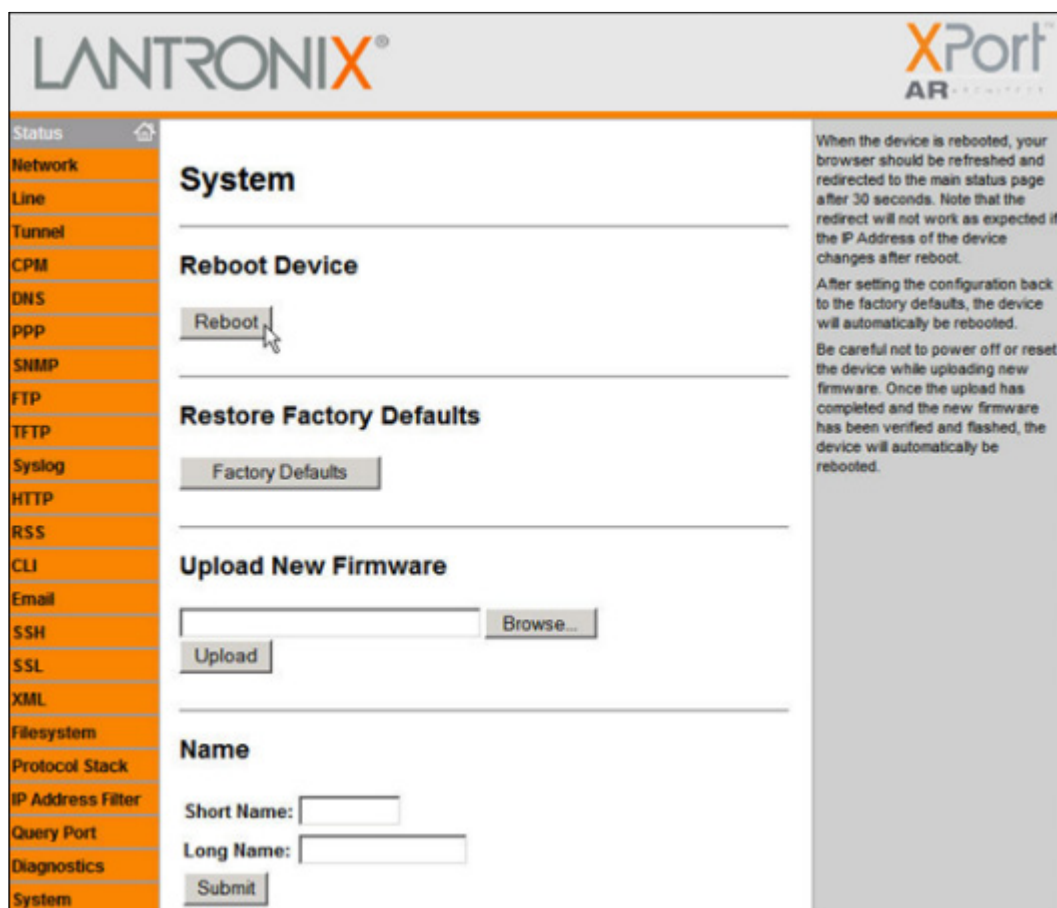 LANTRONIX®
XPort™
AR
Status
Network
Line
Tunnel
CPM
DNS
PPP
SNMP
FTP
TFTP
Syslog
HTTP
RSS
CLI
Email
SSH
SSL
XML
Filesystem
Protocol Stack
IP Address Filter
Query Port
Diagnostics
System
System
Reboot Device
Reboot
Restore Factory Defaults
Factory Defaults
Upload New Firmware
Browse...
Upload
Name
Short Name:
Long Name:
Submit
When the device is rebooted, your
browser should be refreshed and
redirected to the main status page
after 30 seconds. Note that the
redirect will not work as expected if
the IP Address of the device
changes after reboot.
After setting the configuration back
to the factory defaults, the device
will automatically be rebooted.
Be careful not to power off or reset
the device while uploading new
firmware. Once the upload has
completed and the new firmware
has been verified and flashed, the
device will automatically be
rebooted.